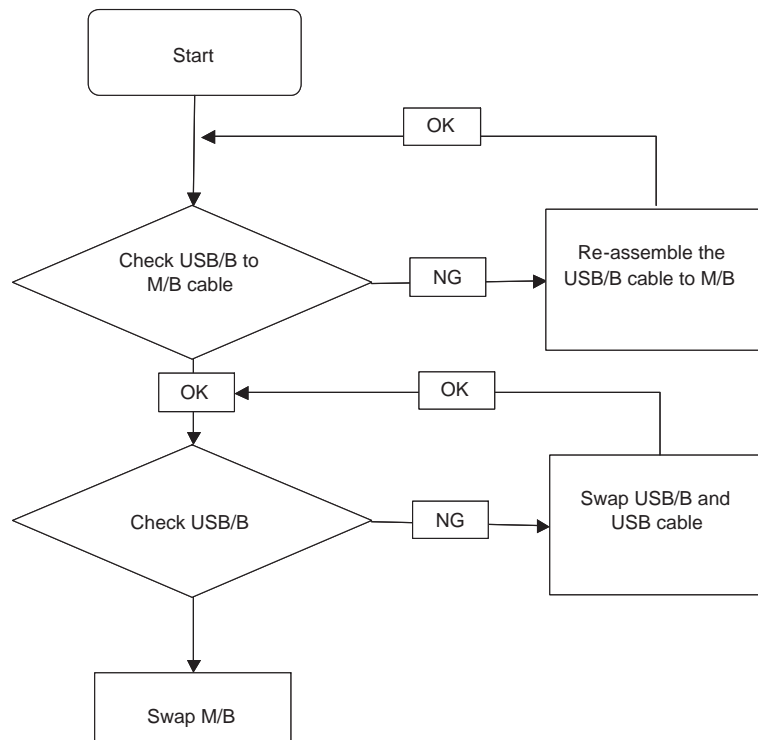 Start
OK
Check USB/B to
M/B cable
NG
Re-assemble the
USB/B cable to M/B
OK
OK
Check USB/B
NG
Swap USB/B and
USB cable
Swap M/B